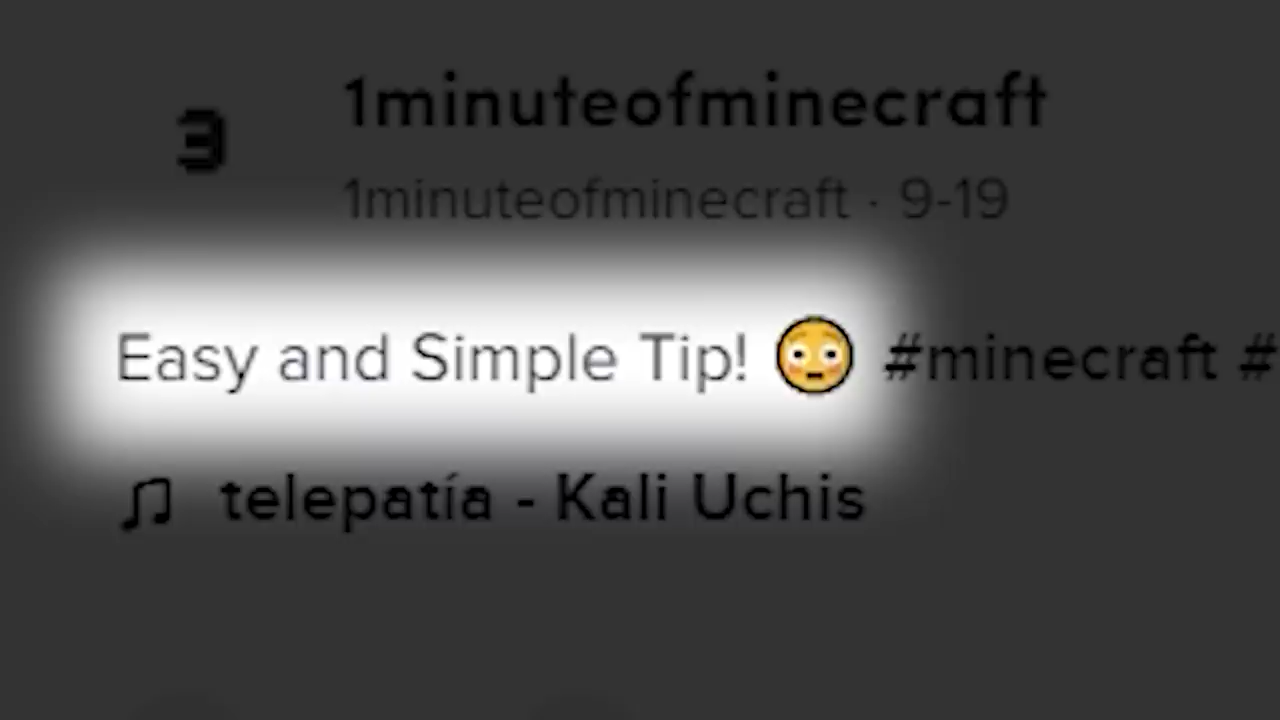 3
1minuteofminecraft
1minuteofminecraft · 9-19
Easy and Simple Tip! 😳 #minecraft #
♫ telepatía - Kali Uchis